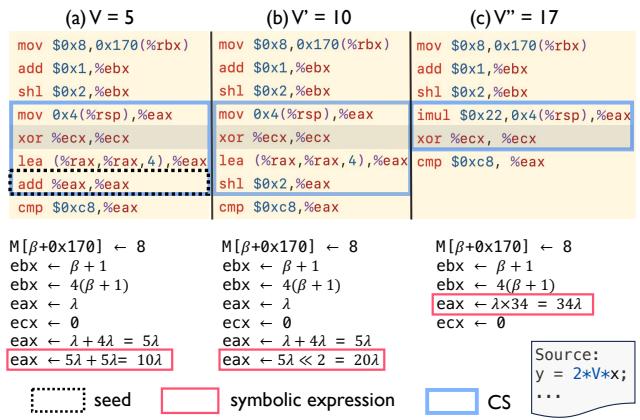 (a) V = 5
mov $0x8,0x170(%rbx)
add $0x1,%ebx
shl $0x2,%ebx
mov 0x4(%rsp),%eax
xor %ecx,%ecx
lea (%rax,%rax,4),%eax
add %eax,%eax
cmp $0xc8,%eax
M[β+0x170] ← 8
ebx ← β + 1
ebx ← 4(β + 1)
eax ← λ
ecx ← 0
eax ← λ + 4λ = 5λ
eax ← 5λ + 5λ= 10λ
(b) V’ = 10
mov $0x8,0x170(%rbx)
add $0x1,%ebx
shl $0x2,%ebx
mov 0x4(%rsp),%eax
xor %ecx,%ecx
lea (%rax,%rax,4),%eax
shl $0x2,%eax
cmp $0xc8,%eax
M[β+0x170] ← 8
ebx ← β + 1
ebx ← 4(β + 1)
eax ← λ
ecx ← 0
eax ← λ + 4λ = 5λ
eax ← 5λ ≪ 2 = 20λ
(c) V” = 17
mov $0x8,0x170(%rbx)
add $0x1,%ebx
shl $0x2,%ebx
imul $0x22,0x4(%rsp),%eax
xor %ecx, %ecx
cmp $0xc8, %eax
M[β+0x170] ← 8
ebx ← β + 1
ebx ← 4(β + 1)
eax ← λ×34 = 34λ
ecx ← 0
Source:
y = 2*V*x;
...
seed
symbolic expression
CS